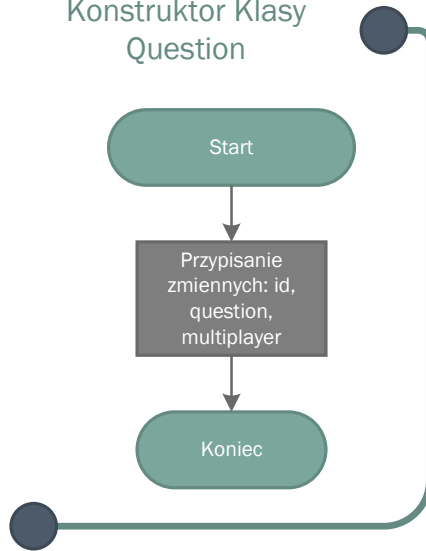 Konstruktor Klasy
Question
Start
Przypisanie
zmiennych: id,
question,
multiplayer
Koniec